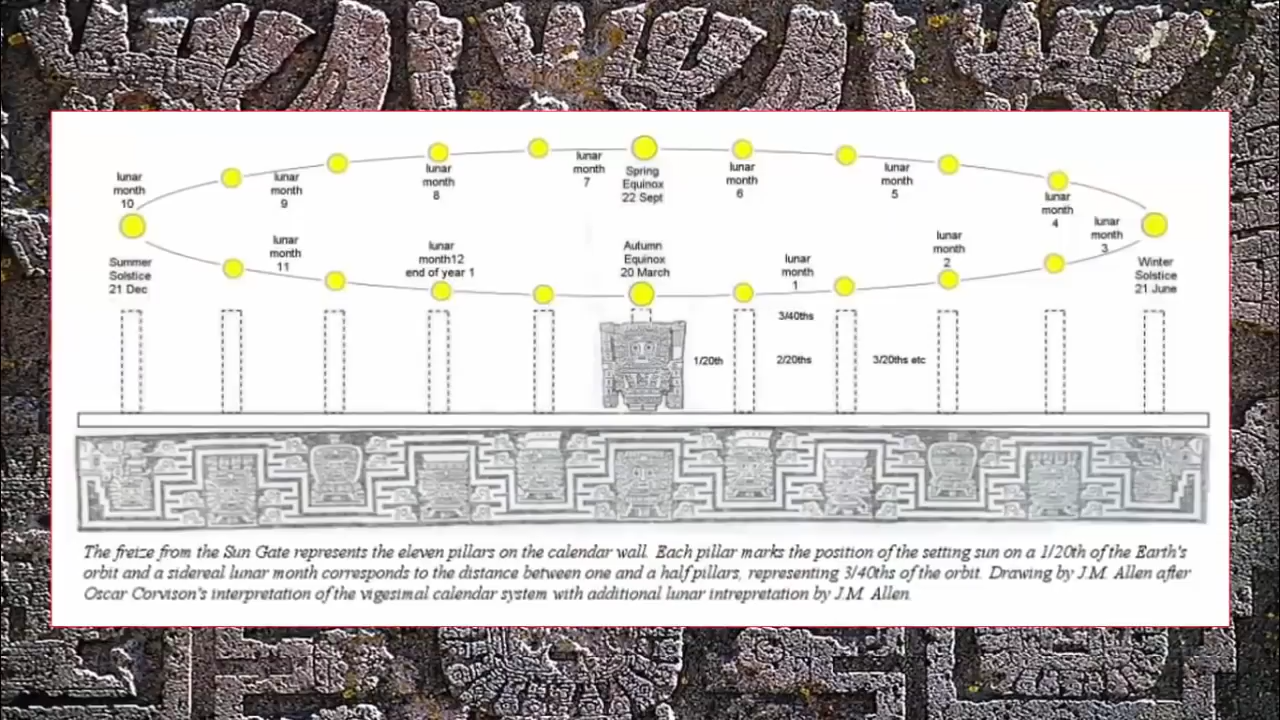 lunar
month
10
lunar
month
9
lunar
month
8
lunar
month
7
Spring
Equinox
22 Sept
lunar
month
6
lunar
month
5
lunar
month
4
lunar
month
3
Summer
Solstice
21 Dec
lunar
month
11
lunar
month12
end of year 1
Autumn
Equinox
20 March
lunar
month
1
lunar
month
2
Winter
Solstice
21 June
3/40ths
1/20th
2/20ths
3/20ths etc
The freize from the Sun Gate represents the eleven pillars on the calendar wall. Each pillar marks the position of the setting sun on a 1/20th of the Earth's
orbit and a sidereal lunar month corresponds to the distance between one and a half pillars, representing 3/40ths of the orbit. Drawing by J.M. Allen after
Oscar Corvison's interpretation of the vigesimal calendar system with additional lunar intrepretation by J.M. Allen.